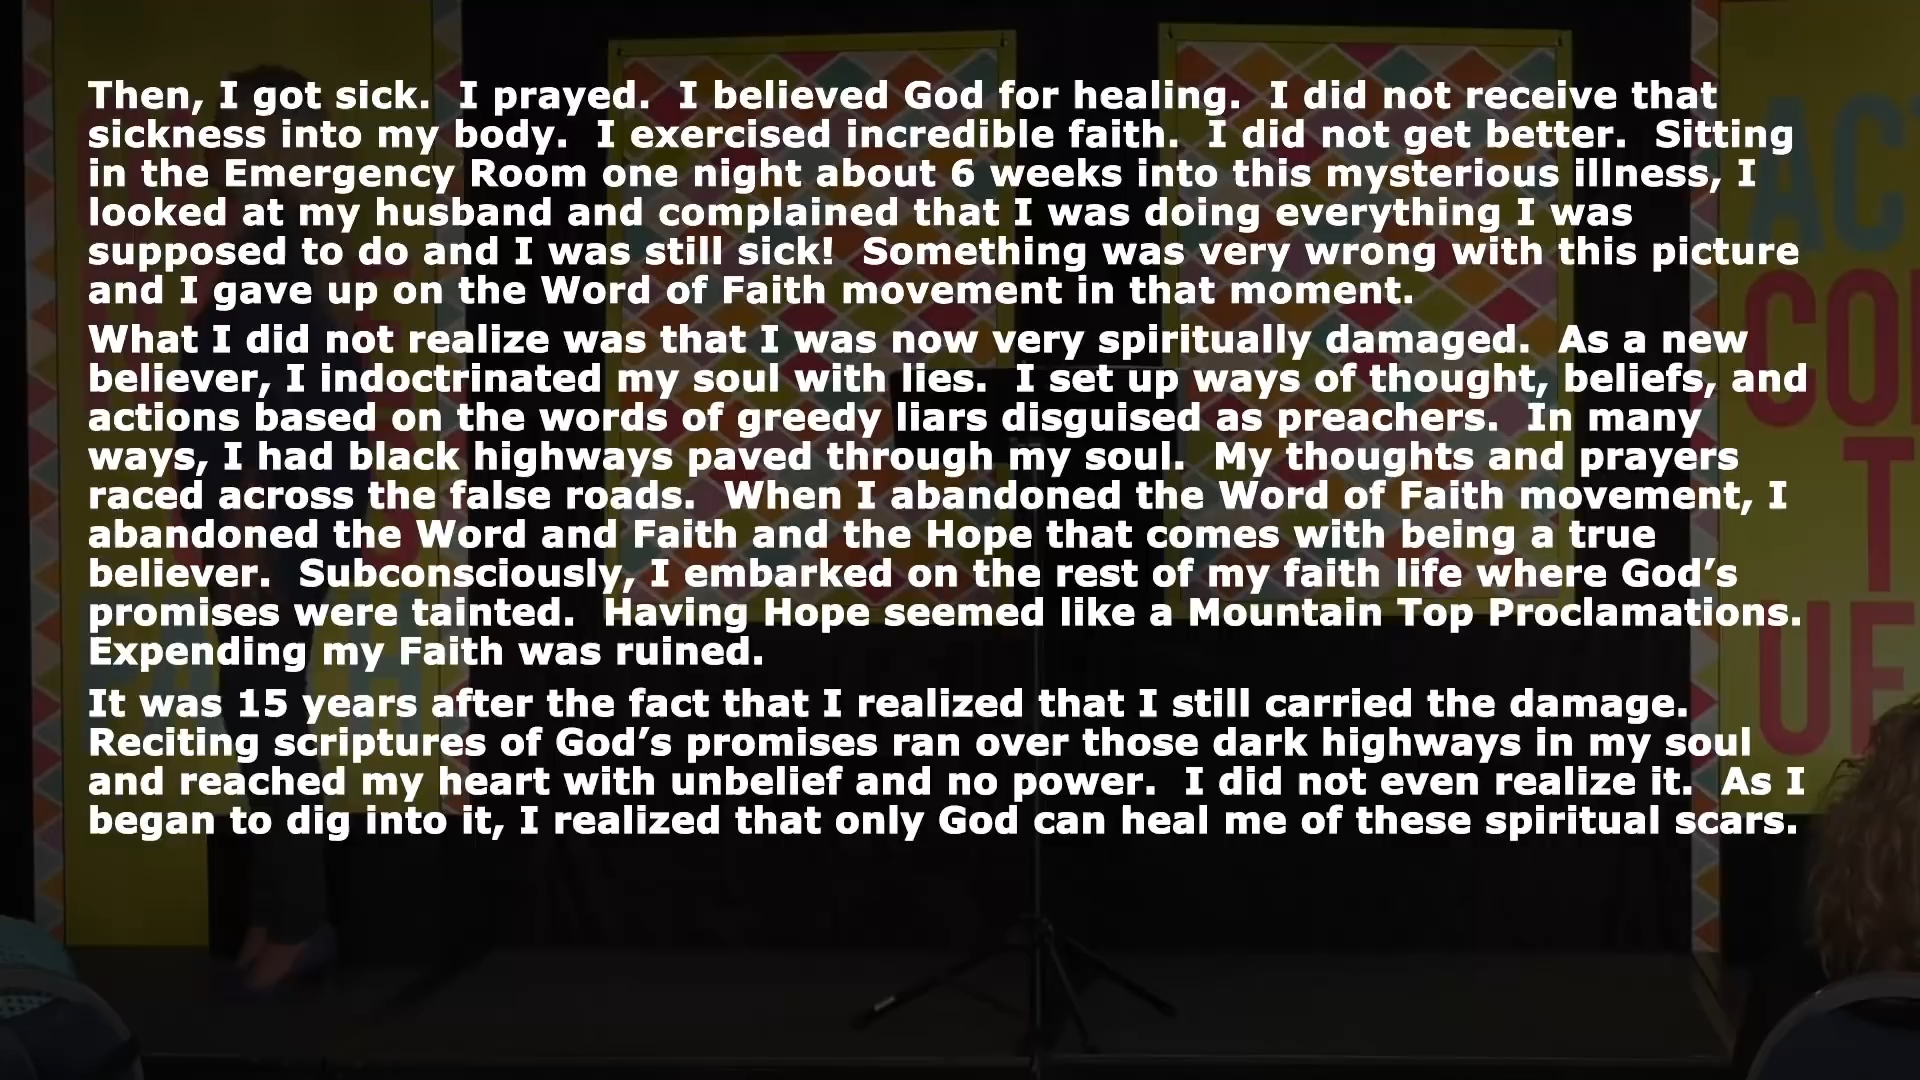 Then, I got sick.  I prayed.  I believed God for healing.  I did not receive that
sickness into my body.  I exercised incredible faith.  I did not get better.  Sitting
in the Emergency Room one night about 6 weeks into this mysterious illness, I
looked at my husband and complained that I was doing everything I was
supposed to do and I was still sick!  Something was very wrong with this picture
and I gave up on the Word of Faith movement in that moment.
What I did not realize was that I was now very spiritually damaged.  As a new
believer, I indoctrinated my soul with lies.  I set up ways of thought, beliefs, and
actions based on the words of greedy liars disguised as preachers.  In many
ways, I had black highways paved through my soul.  My thoughts and prayers
raced across the false roads.  When I abandoned the Word of Faith movement, I
abandoned the Word and Faith and the Hope that comes with being a true
believer.  Subconsciously, I embarked on the rest of my faith life where God’s
promises were tainted.  Having Hope seemed like a Mountain Top Proclamations.
Expending my Faith was ruined.
It was 15 years after the fact that I realized that I still carried the damage.
Reciting scriptures of God’s promises ran over those dark highways in my soul
and reached my heart with unbelief and no power.  I did not even realize it.  As I
began to dig into it, I realized that only God can heal me of these spiritual scars.